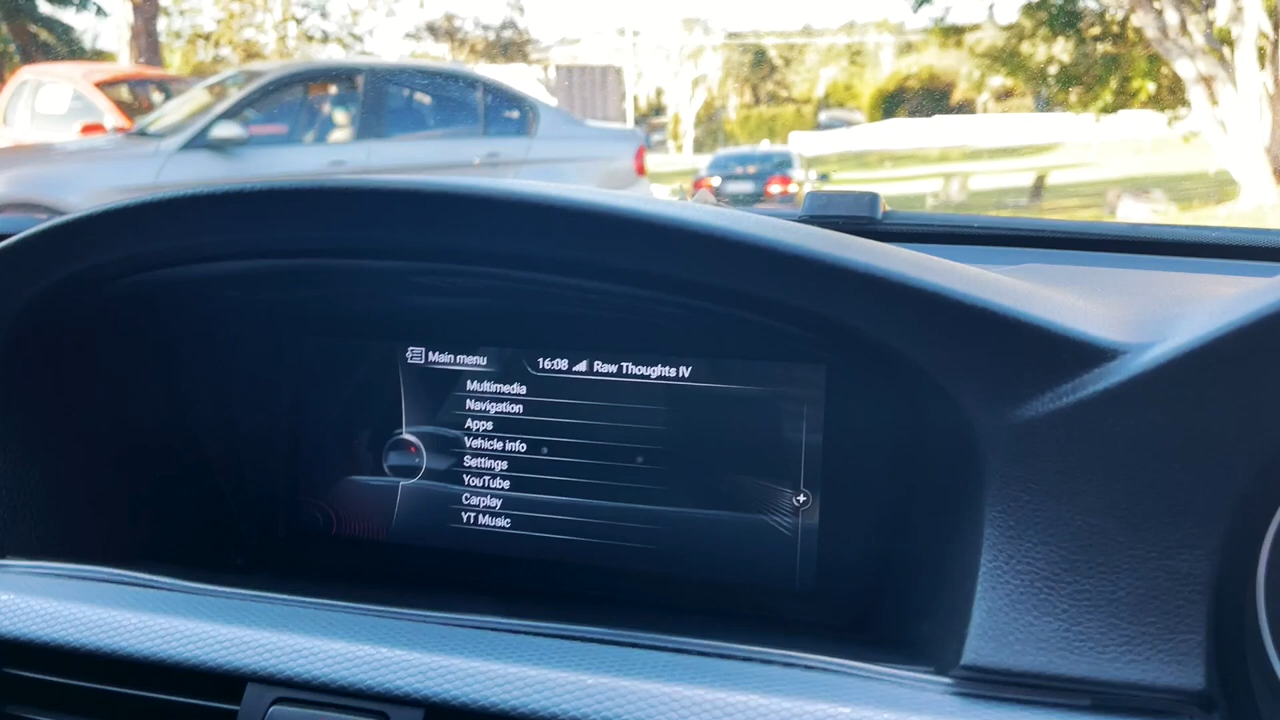 Main menu
16:08 Raw Thoughts IV
Multimedia
Navigation
Apps
Vehicle info
Settings
YouTube
Carplay
YT Music